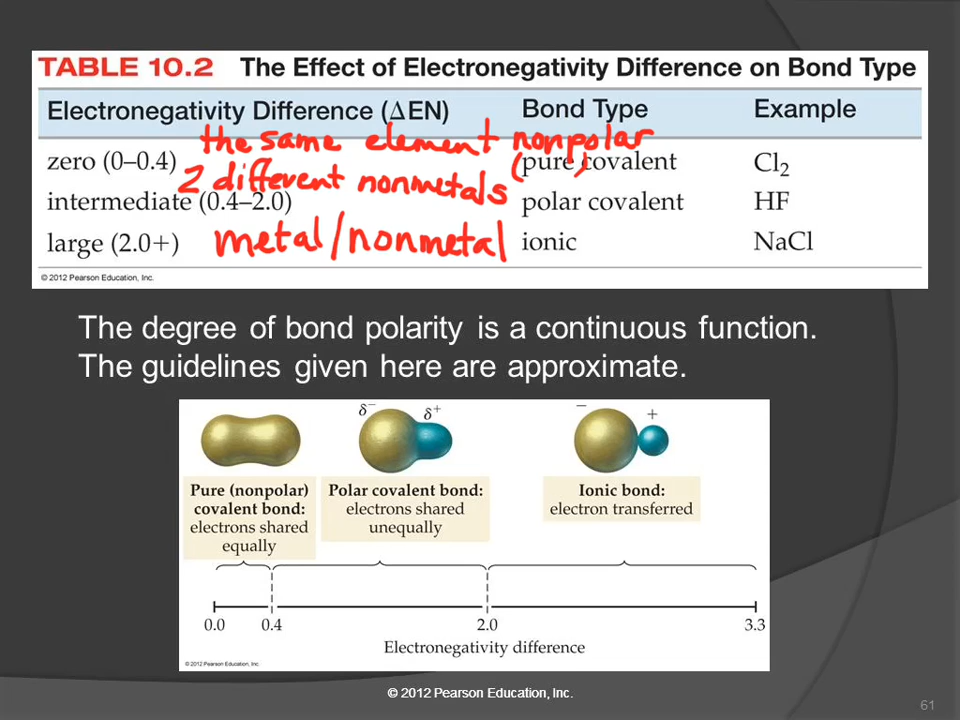 TABLE 10.2 The Effect of Electronegativity Difference on Bond Type
Electronegativity Difference (ΔEN) Bond Type Example
the same element nonpolar
zero (0–0.4) (pure) covalent Cl₂
2 different nonmetals
intermediate (0.4–2.0) polar covalent HF
large (2.0+) metal/nonmetal ionic NaCl
© 2012 Pearson Education, Inc.
The degree of bond polarity is a continuous function.
The guidelines given here are approximate.
δ− δ+ − +
Pure (nonpolar) Polar covalent bond: Ionic bond:
covalent bond: electrons shared electron transferred
electrons shared unequally
equally
0.0 0.4 2.0 3.3
Electronegativity difference
© 2012 Pearson Education, Inc.
© 2012 Pearson Education, Inc.
61